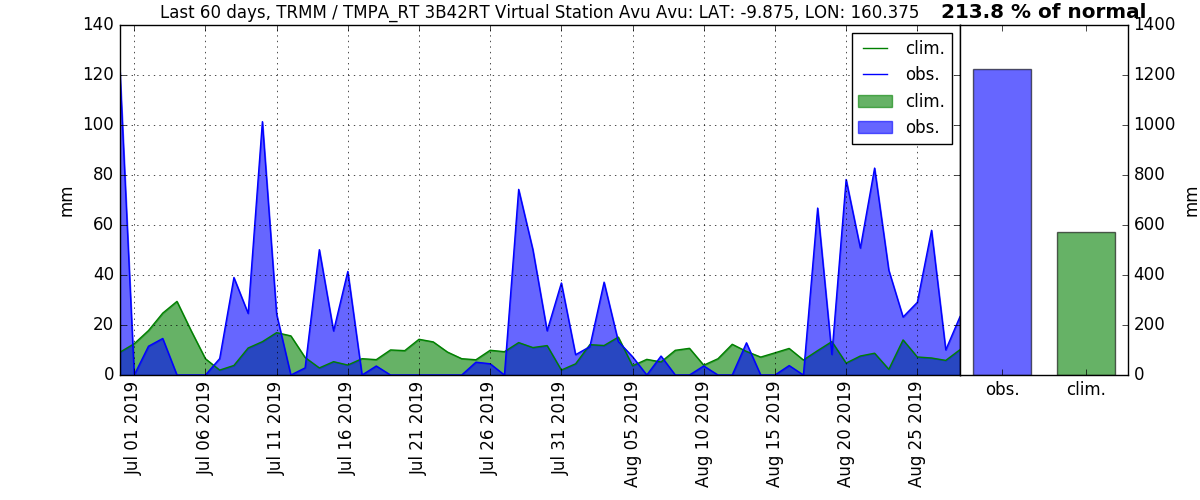 Last 60 days, TRMM / TMPA_RT 3B42RT Virtual Station Avu Avu: LAT: -9.875, LON: 160.375
213.8 % of normal
140
120
100
80
60
40
20
0
mm
clim.
obs.
clim.
obs.
1400
1200
1000
800
600
400
200
0
mm
Jul 01 2019
Jul 06 2019
Jul 11 2019
Jul 16 2019
Jul 21 2019
Jul 26 2019
Jul 31 2019
Aug 05 2019
Aug 10 2019
Aug 15 2019
Aug 20 2019
Aug 25 2019
obs.
clim.